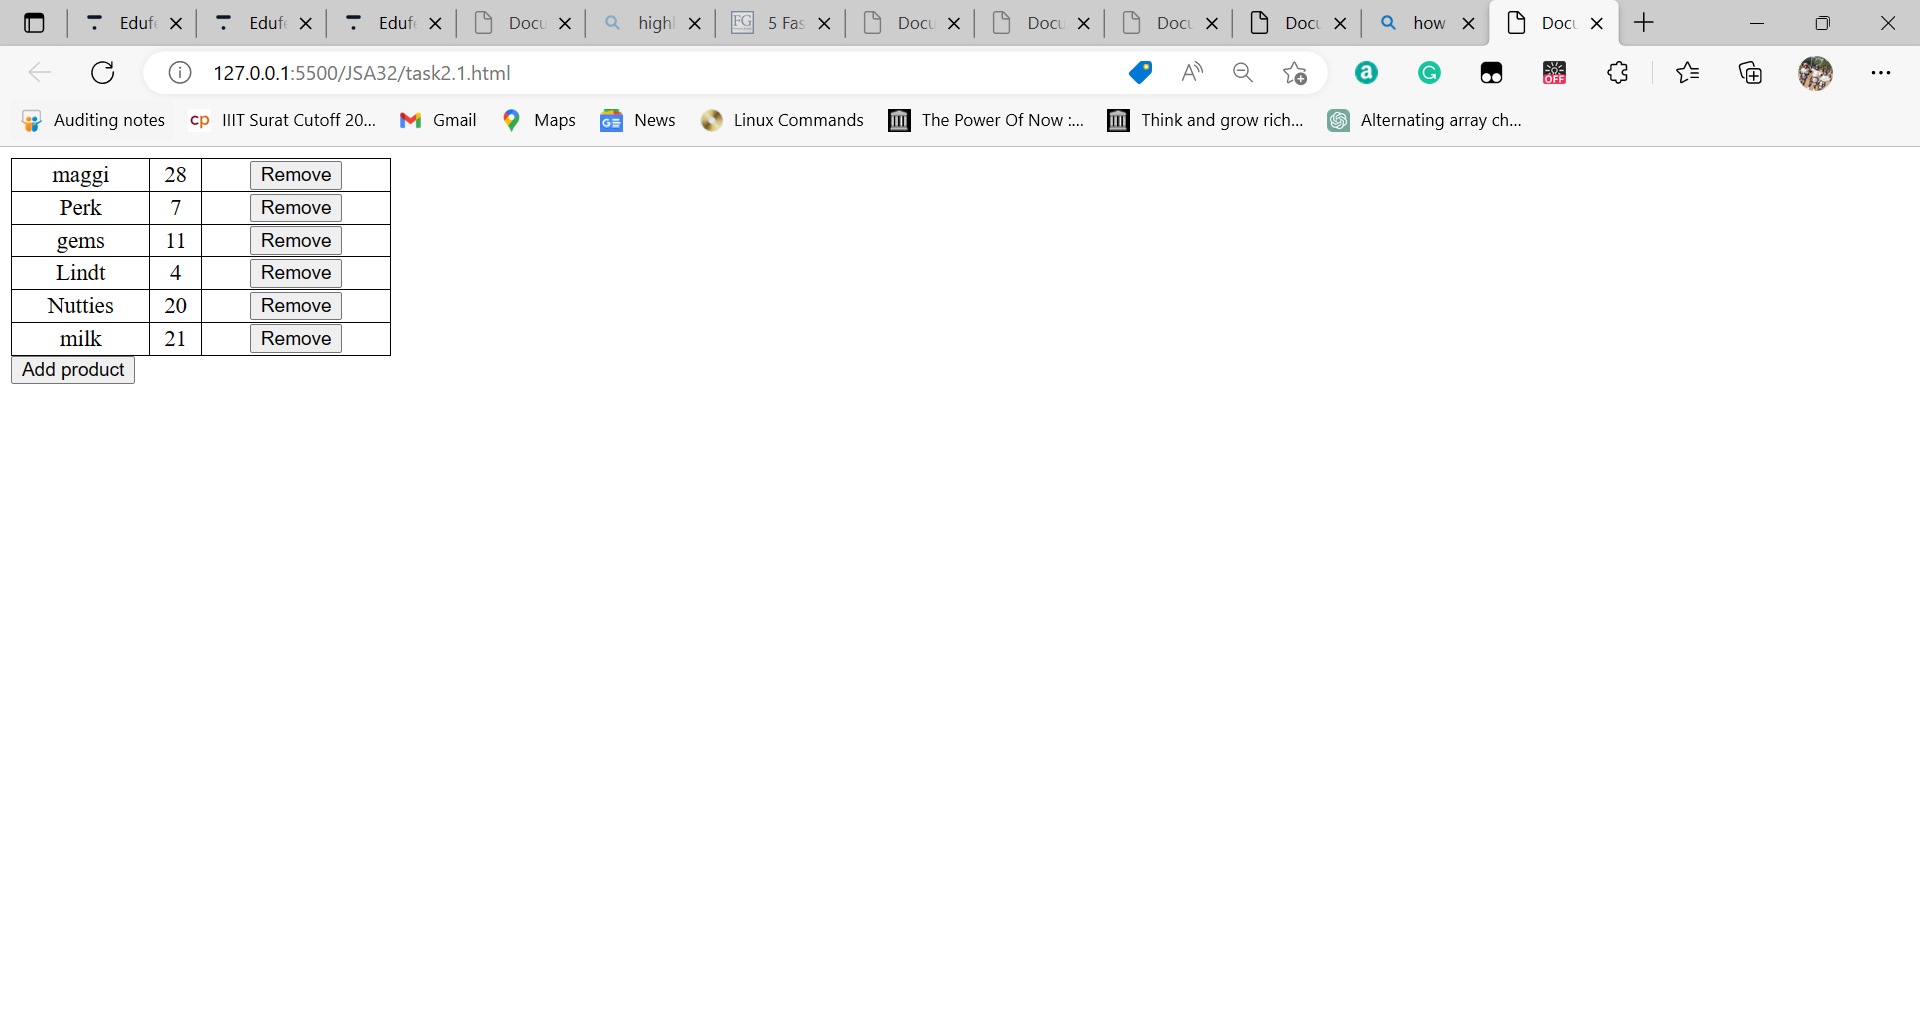 Edufe Edufe Edufe Docu highl 5 Fas Docu Docu Docu Docu how Docu
127.0.0.1:5500/JSA32/task2.1.html
Auditing notes IIIT Surat Cutoff 20... Gmail Maps News Linux Commands The Power Of Now :... Think and grow rich... Alternating array ch...
maggi 28 Remove
Perk 7 Remove
gems 11 Remove
Lindt 4 Remove
Nutties 20 Remove
milk 21 Remove
Add product